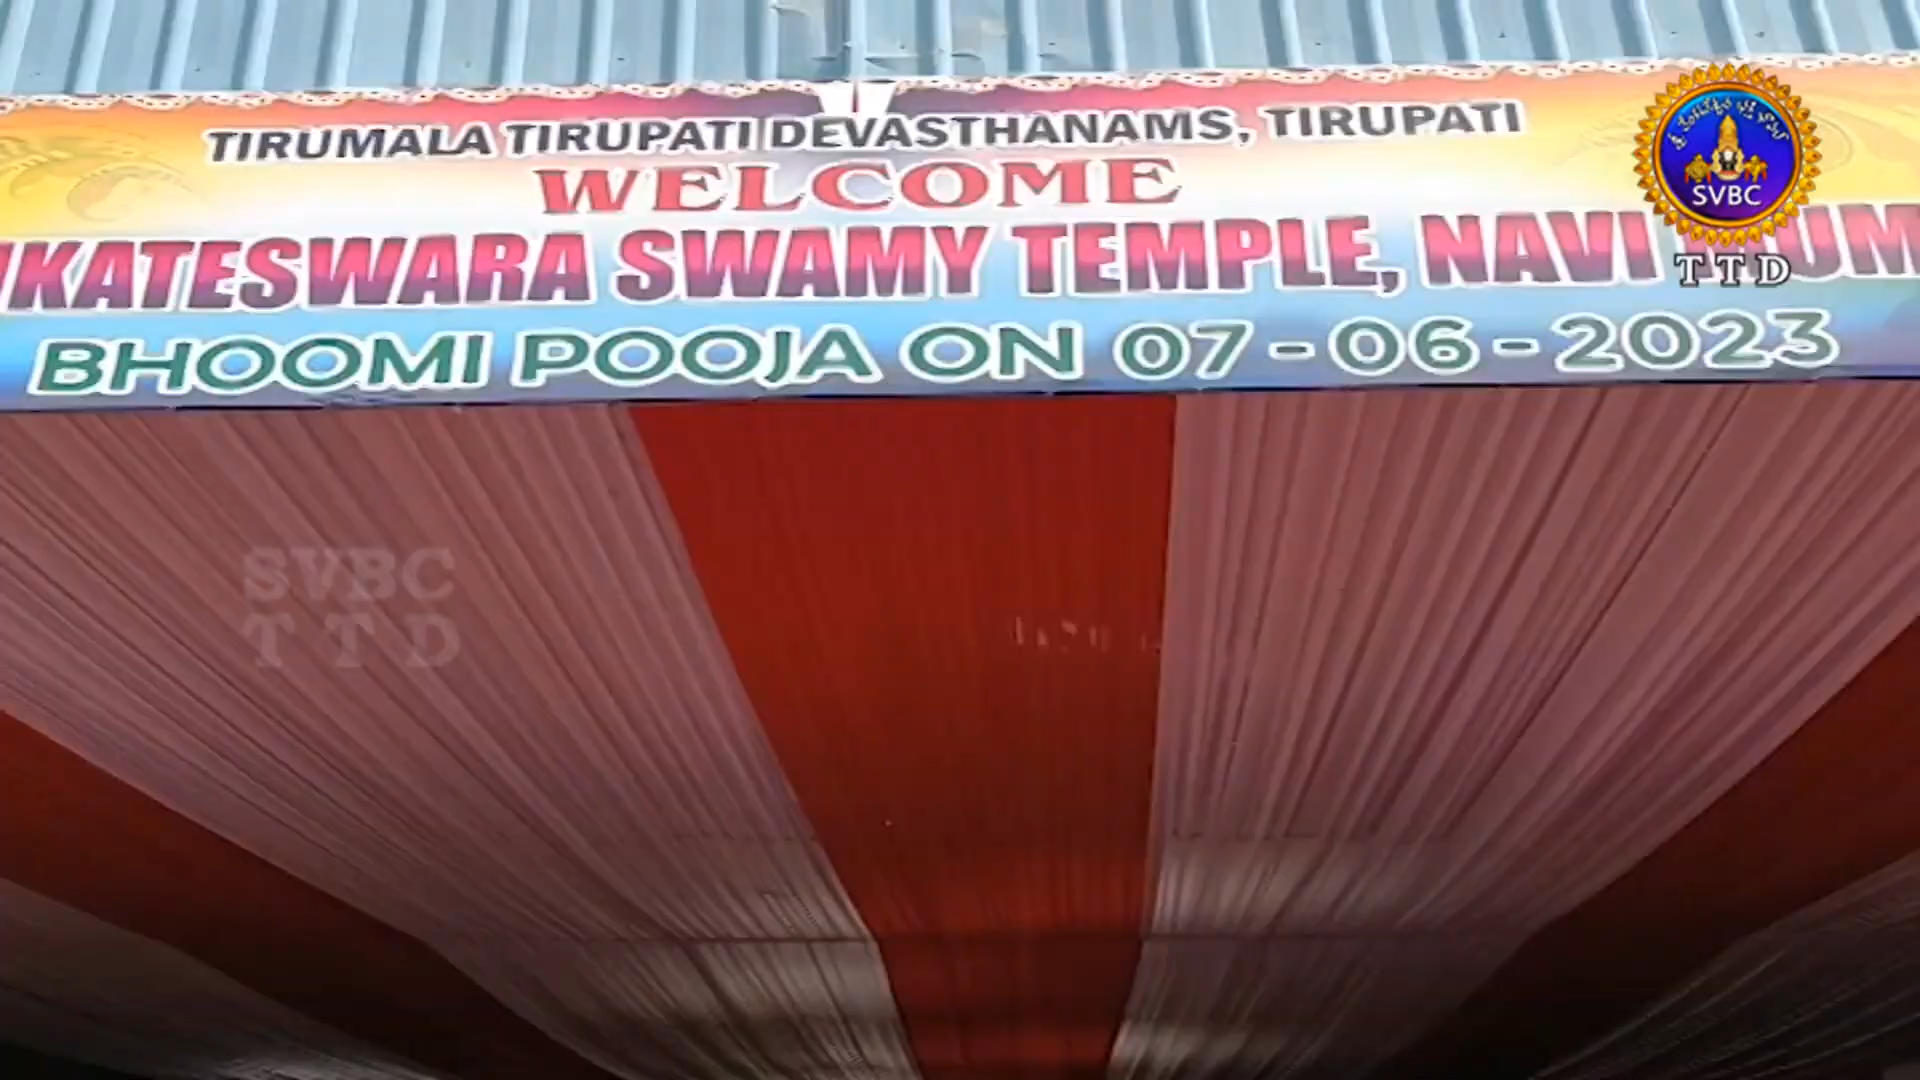 TIRUMALA TIRUPATI DEVASTHANAMS, TIRUPATI
WELCOME
KATESWARA SWAMY TEMPLE, NAVI UM
BHOOMI POOJA ON 07-06-2023
SVBC
TTD
SVBC
TTD